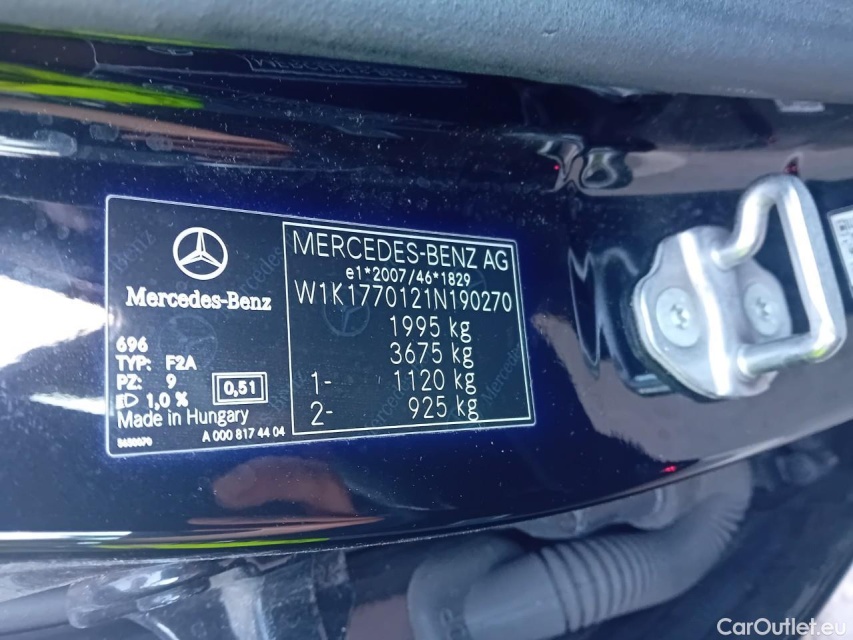 Mercedes-Benz
696
TYP: F2A
PZ: 9
1,0 %
0,51
Made in Hungary
A 000 817 44 04
MERCEDES-BENZ AG
e1*2007/46*1829
W1K1770121N190270
1995 kg
3675 kg
1- 1120 kg
2- 925 kg
CarOutlet.eu